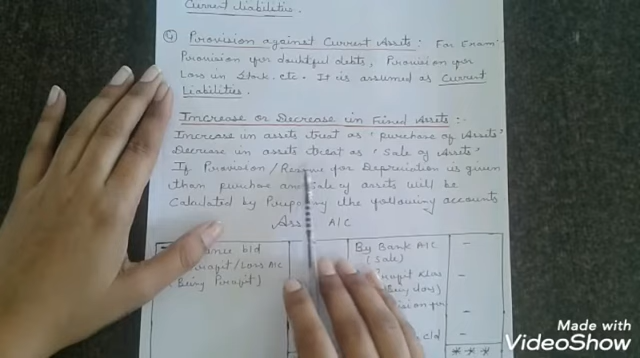 Current liabilities.
④ Provision against Current Assets: For Exam:
Provision for doubtful debts, Provision for
Loss in Stock. etc. It is assumed as Current
Liabilities.
Increase or Decrease in Fixed Assets :-
Increase in assets treat as 'purchase of Assets'
Decrease in assets treat as 'Sale of Assets'
If Provision / Reserve for Depreciation is given
than purchase and sale of assets will be
Calculated by Preparing the following accounts
A/C
b/d
/Loss A/C
(Being Profit)
By Bank A/C
(Sale)
Profit &
(Being loss)
c/d
***
Made with
VideoShow